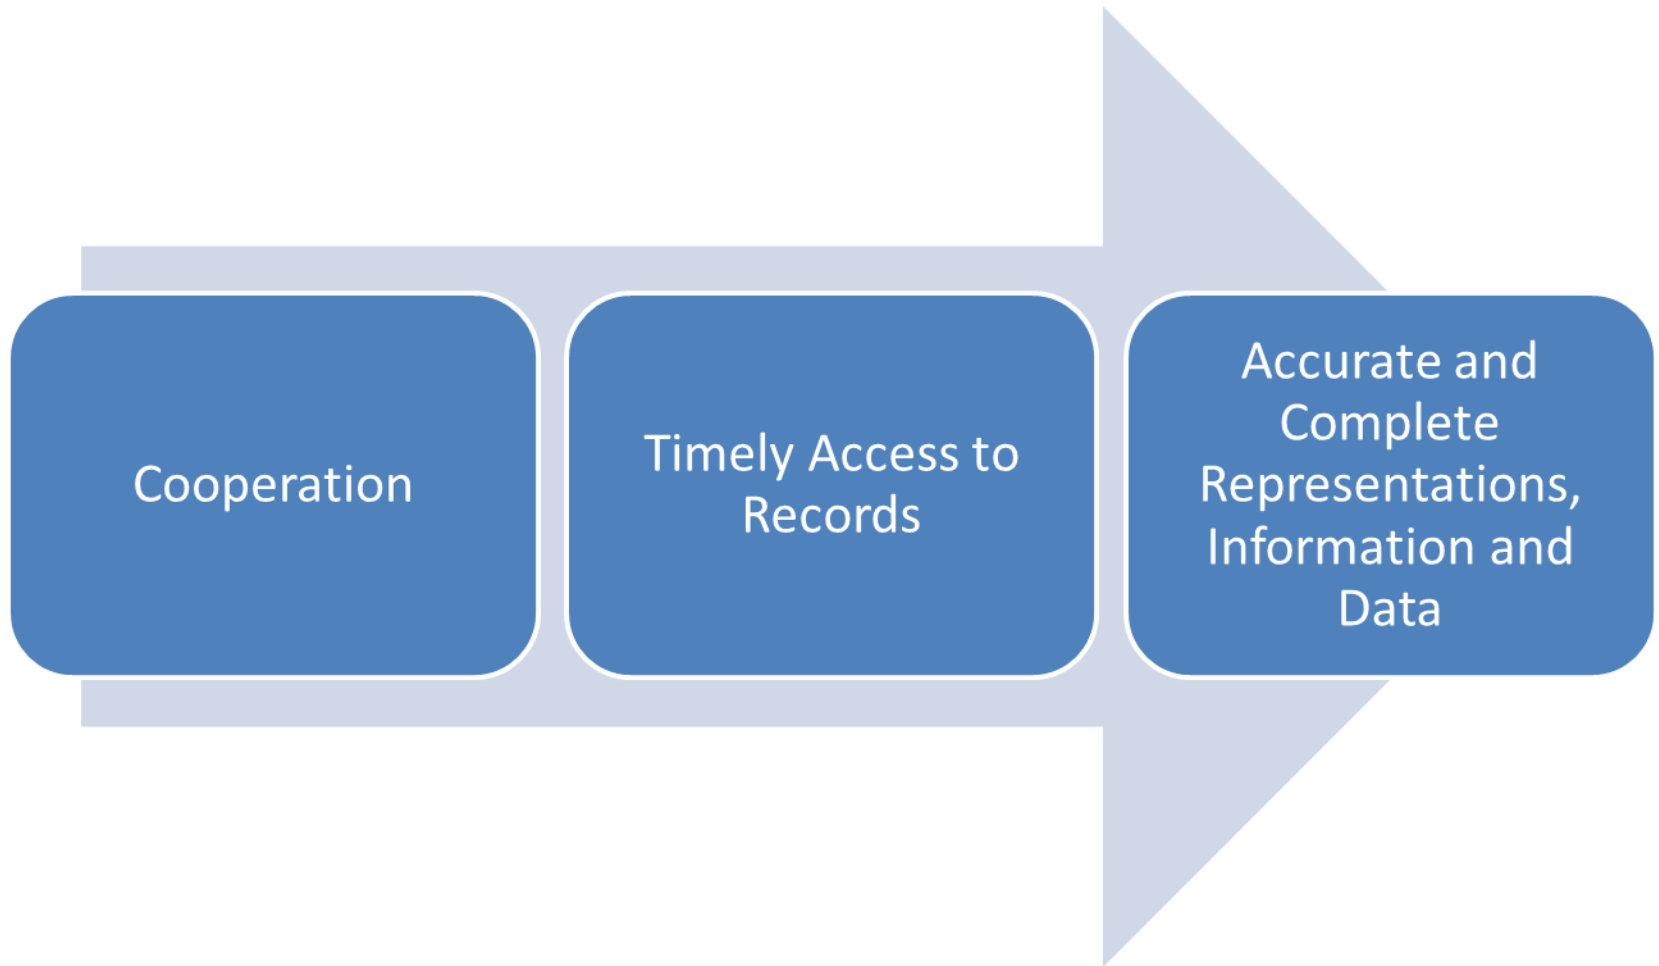 Cooperation
Timely Access to
Records
Accurate and
Complete
Representations,
Information and
Data